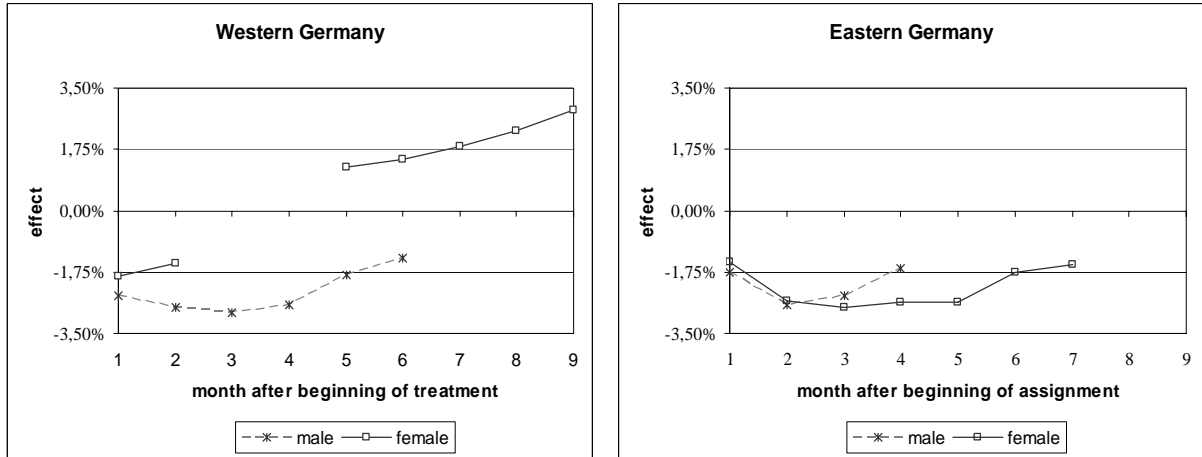 Western Germany
3,50%
1,75%
0,00%
-1,75%
-3,50%
effect
1 2 3 4 5 6 7 8 9
month after beginning of treatment
male female
Eastern Germany
3,50%
1,75%
0,00%
-1,75%
-3,50%
effect
1 2 3 4 5 6 7 8 9
month after beginning of assignment
male female